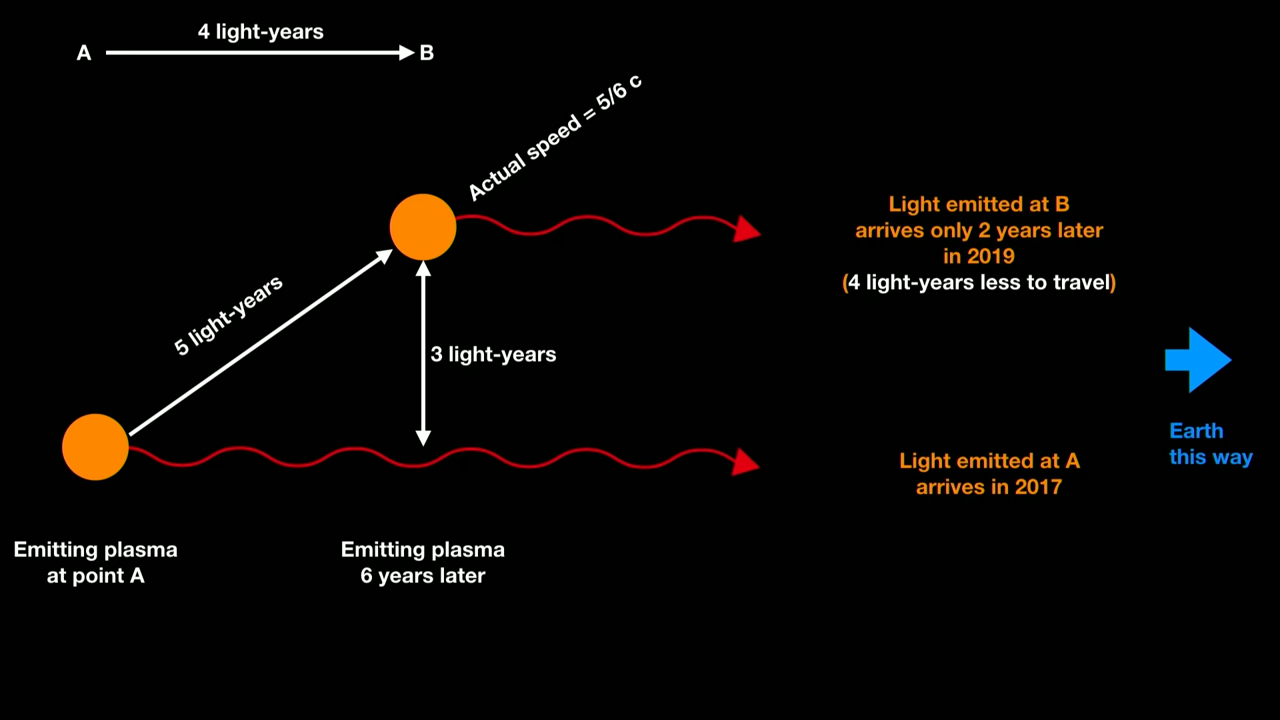 4 light-years
A
B
Actual speed = 5/6 c
Light emitted at B
arrives only 2 years later
in 2019
(4 light-years less to travel)
5 light-years
3 light-years
Earth
this way
Light emitted at A
arrives in 2017
Emitting plasma
at point A
Emitting plasma
6 years later